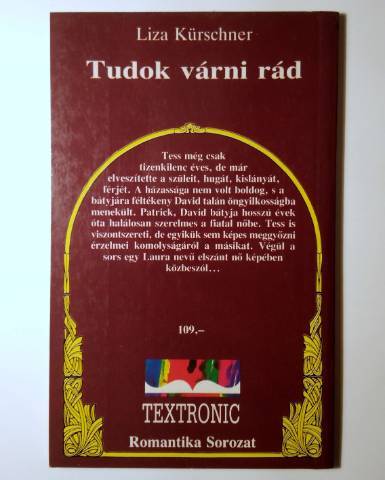 Liza Kürschner
Tudok várni rád
Tess még csak
tizenkilenc éves, de már
elveszítette a szüleit, hugát, kislányát,
férjét. A házassága nem volt boldog, s a
bátyjára féltékeny David talán öngyilkosságba
menekült. Patrick, David bátyja hosszú évek
óta halálosan szerelmes a fiatal nőbe. Tess is
viszontszereti, de egyikük sem képes meggyőzni
érzelmei komolyságáról a másikat. Végül a
sors egy Laura nevű elszánt nő képében
közbeszól...
109,–
TEXTRONIC
Romantika Sorozat